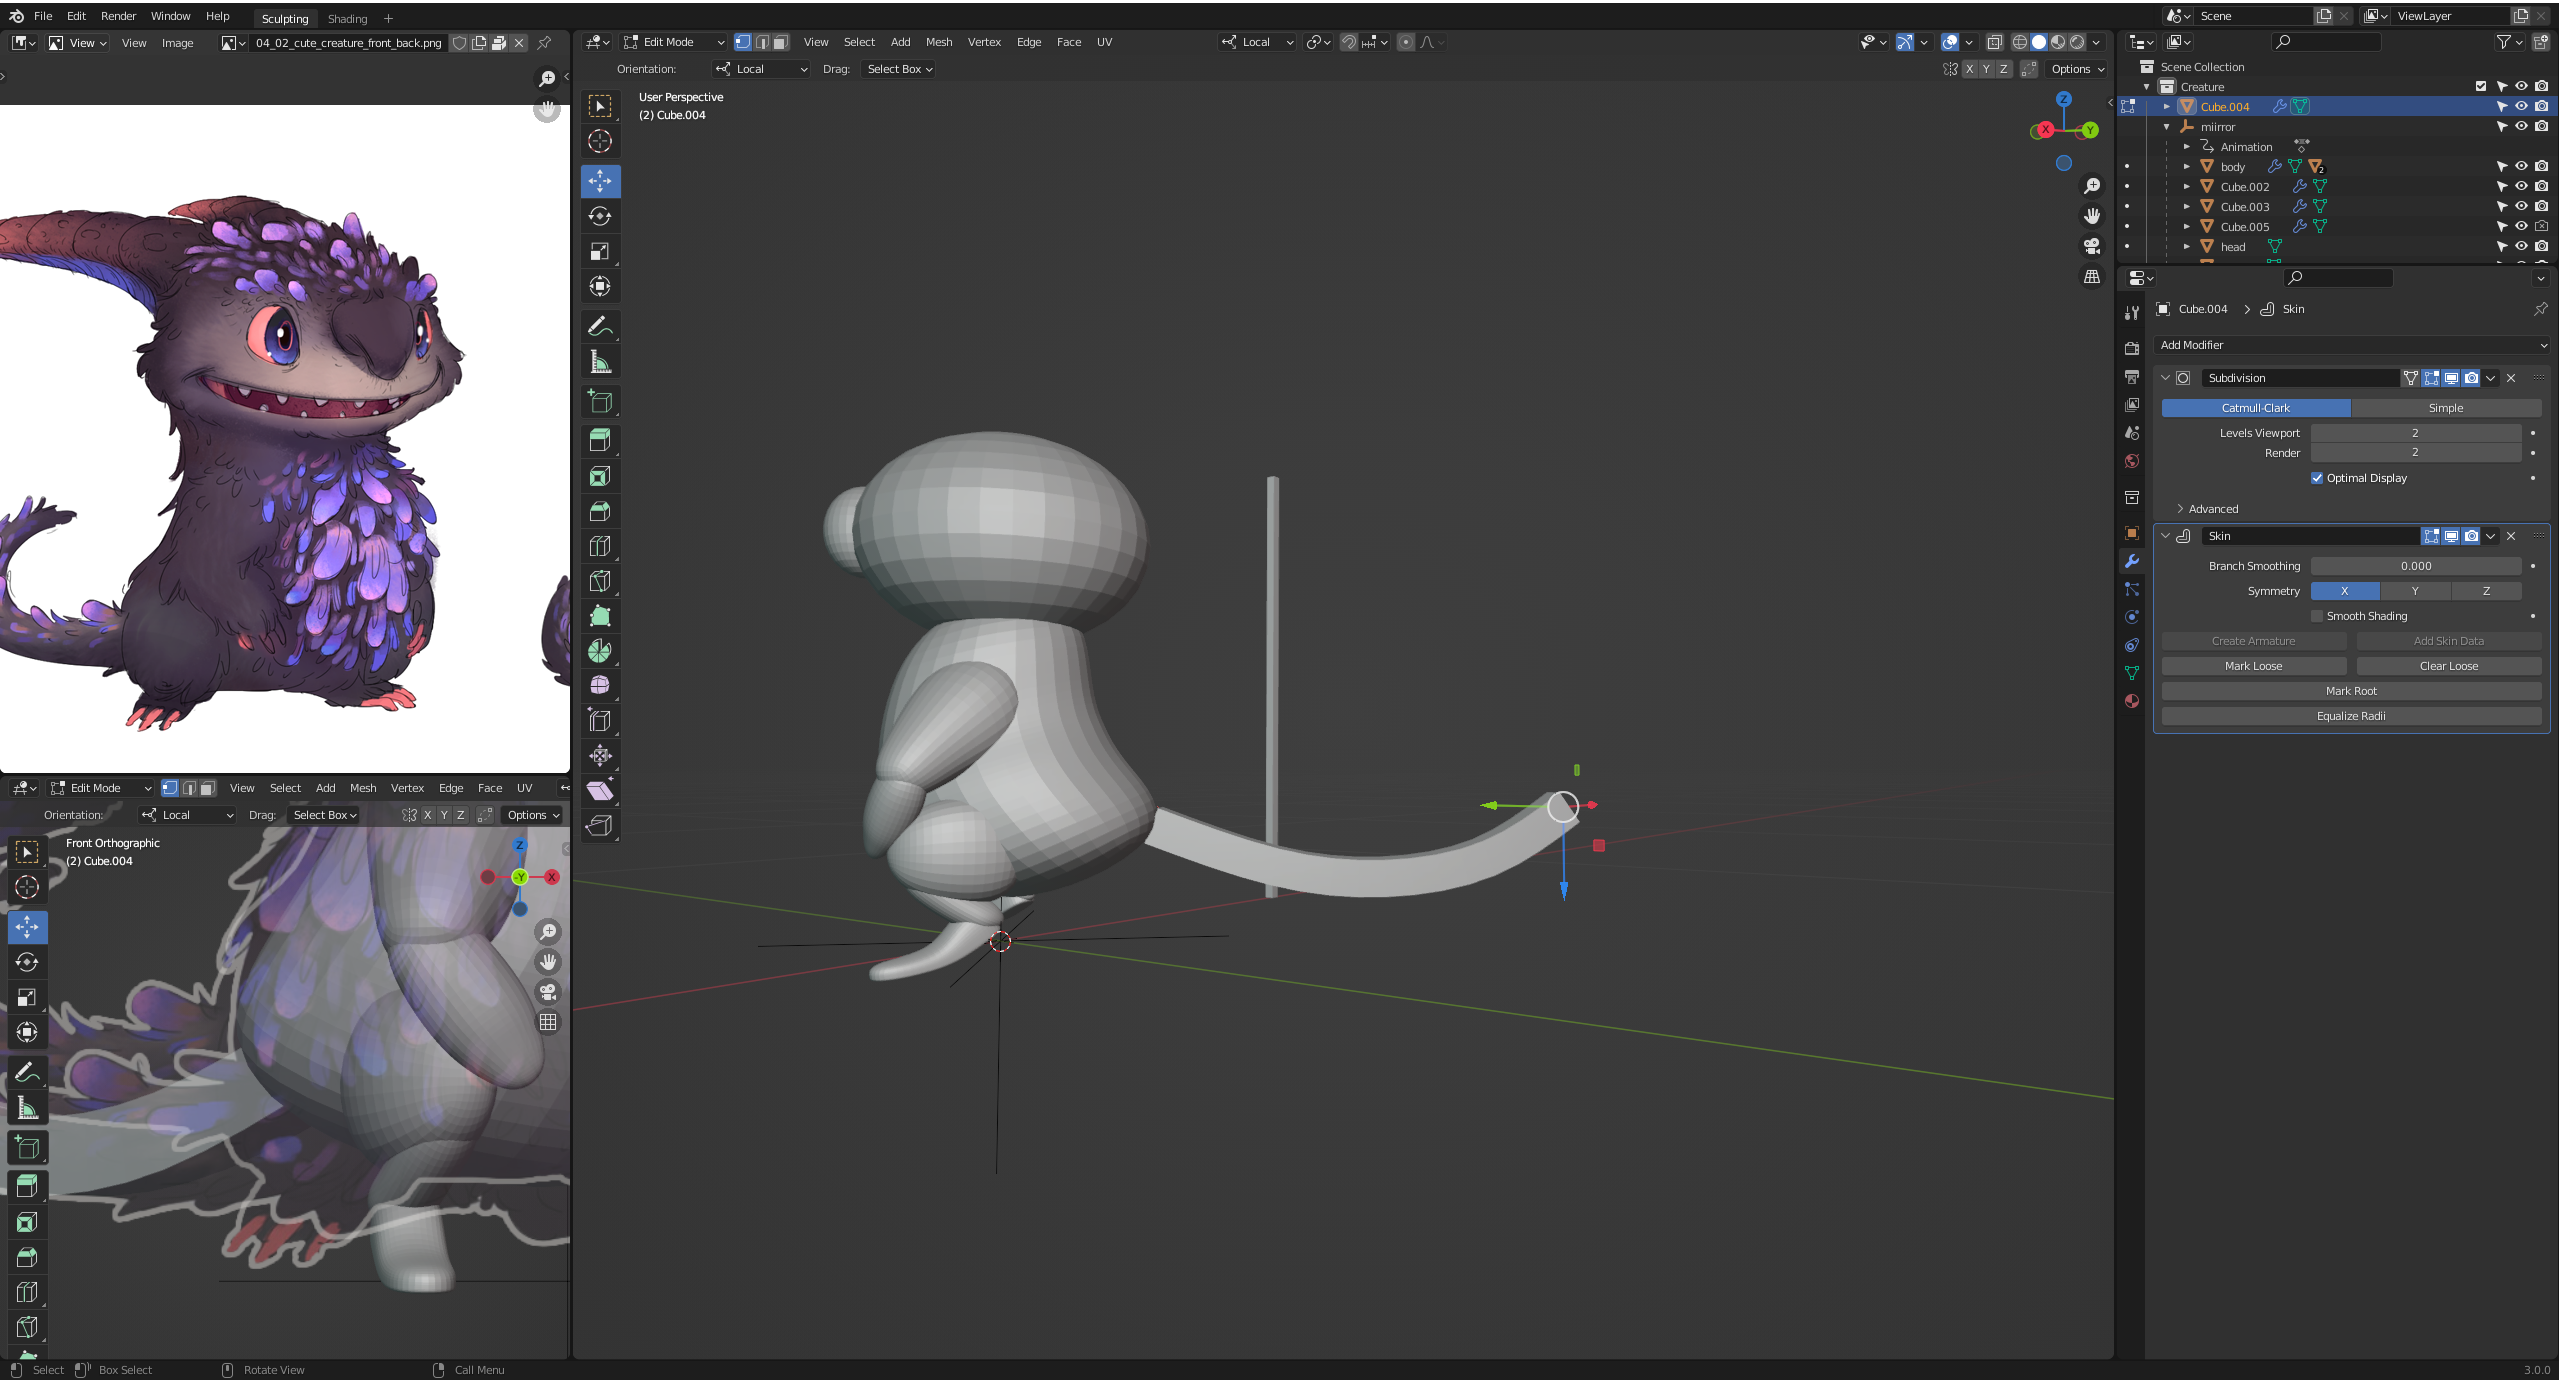 File Edit Render Window Help Sculpting Shading + Scene ViewLayer
View View Image 04_02_cute_creature_front_back.png
Edit Mode View Select Add Mesh Vertex Edge Face UV Local
Orientation: Local Drag: Select Box X Y Z Options
User Perspective
(2) Cube.004
Z
X Y
Scene Collection
Creature
Cube.004
miirror
Animation
body 2
Cube.002
Cube.003
Cube.005
head
Cube.004 > Skin
Add Modifier
Subdivision
Catmull-Clark Simple
Levels Viewport 2
Render 2
Optimal Display
Advanced
Skin
Branch Smoothing 0.000
Symmetry X Y Z
Smooth Shading
Create Armature Add Skin Data
Mark Loose Clear Loose
Mark Root
Equalize Radii
Edit Mode View Select Add Mesh Vertex Edge Face UV
Orientation: Local Drag: Select Box X Y Z Options
Front Orthographic
(2) Cube.004
Z
-Y X
Select Box Select Rotate View Call Menu 3.0.0